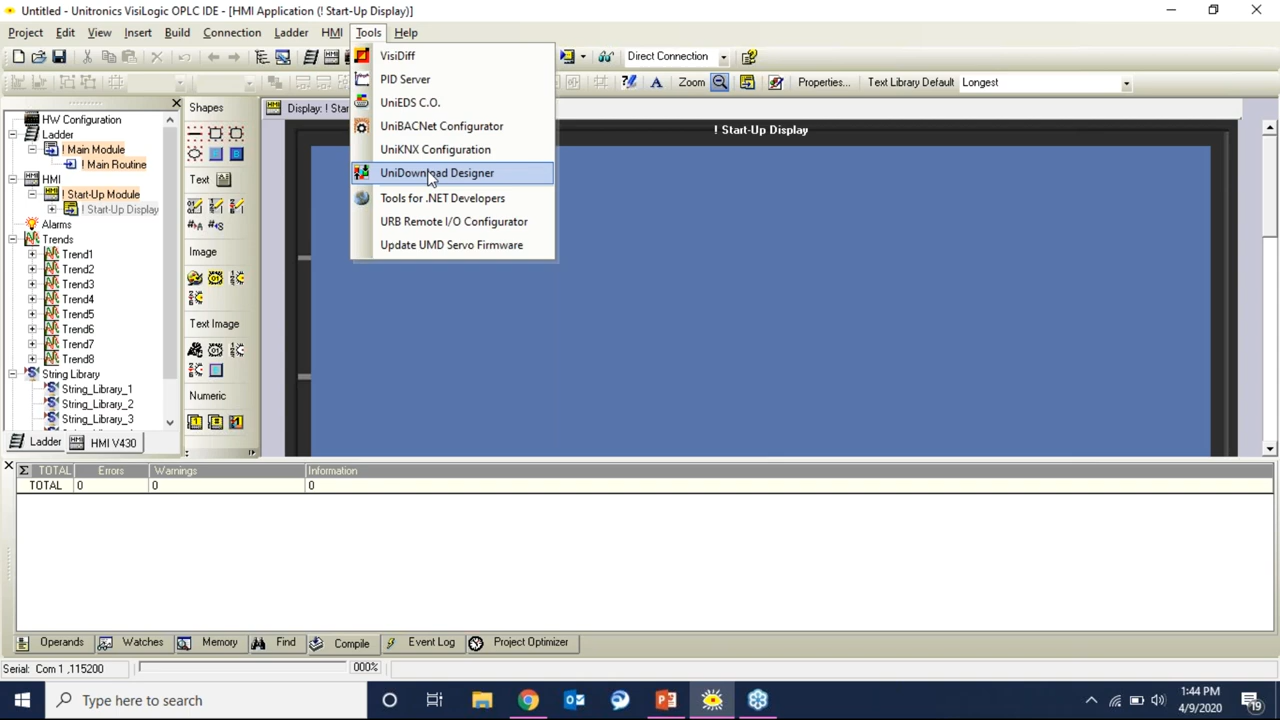 Untitled - Unitronics VisiLogic OPLC IDE - [HMI Application (! Start-Up Display)]
Project Edit View Insert Build Connection Ladder HMI Tools Help
Direct Connection
Zoom Properties... Text Library Default Longest
VisiDiff
PID Server
UniEDS C.O.
UniBACNet Configurator
UniKNX Configuration
UniDownload Designer
Tools for .NET Developers
URB Remote I/O Configurator
Update UMD Servo Firmware
HW Configuration
Ladder
! Main Module
! Main Routine
HMI
! Start-Up Module
! Start-Up Display
Alarms
Trends
Trend1
Trend2
Trend3
Trend4
Trend5
Trend6
Trend7
Trend8
String Library
String_Library_1
String_Library_2
String_Library_3
Ladder HMI V430
Shapes
Text
Image
Text Image
Numeric
Display: ! Star
! Start-Up Display
Σ TOTAL Errors Warnings Information
TOTAL 0 0 0
Operands Watches Memory Find Compile Event Log Project Optimizer
Serial: Com 1 ,115200 000%
Type here to search
1:44 PM
4/9/2020
19